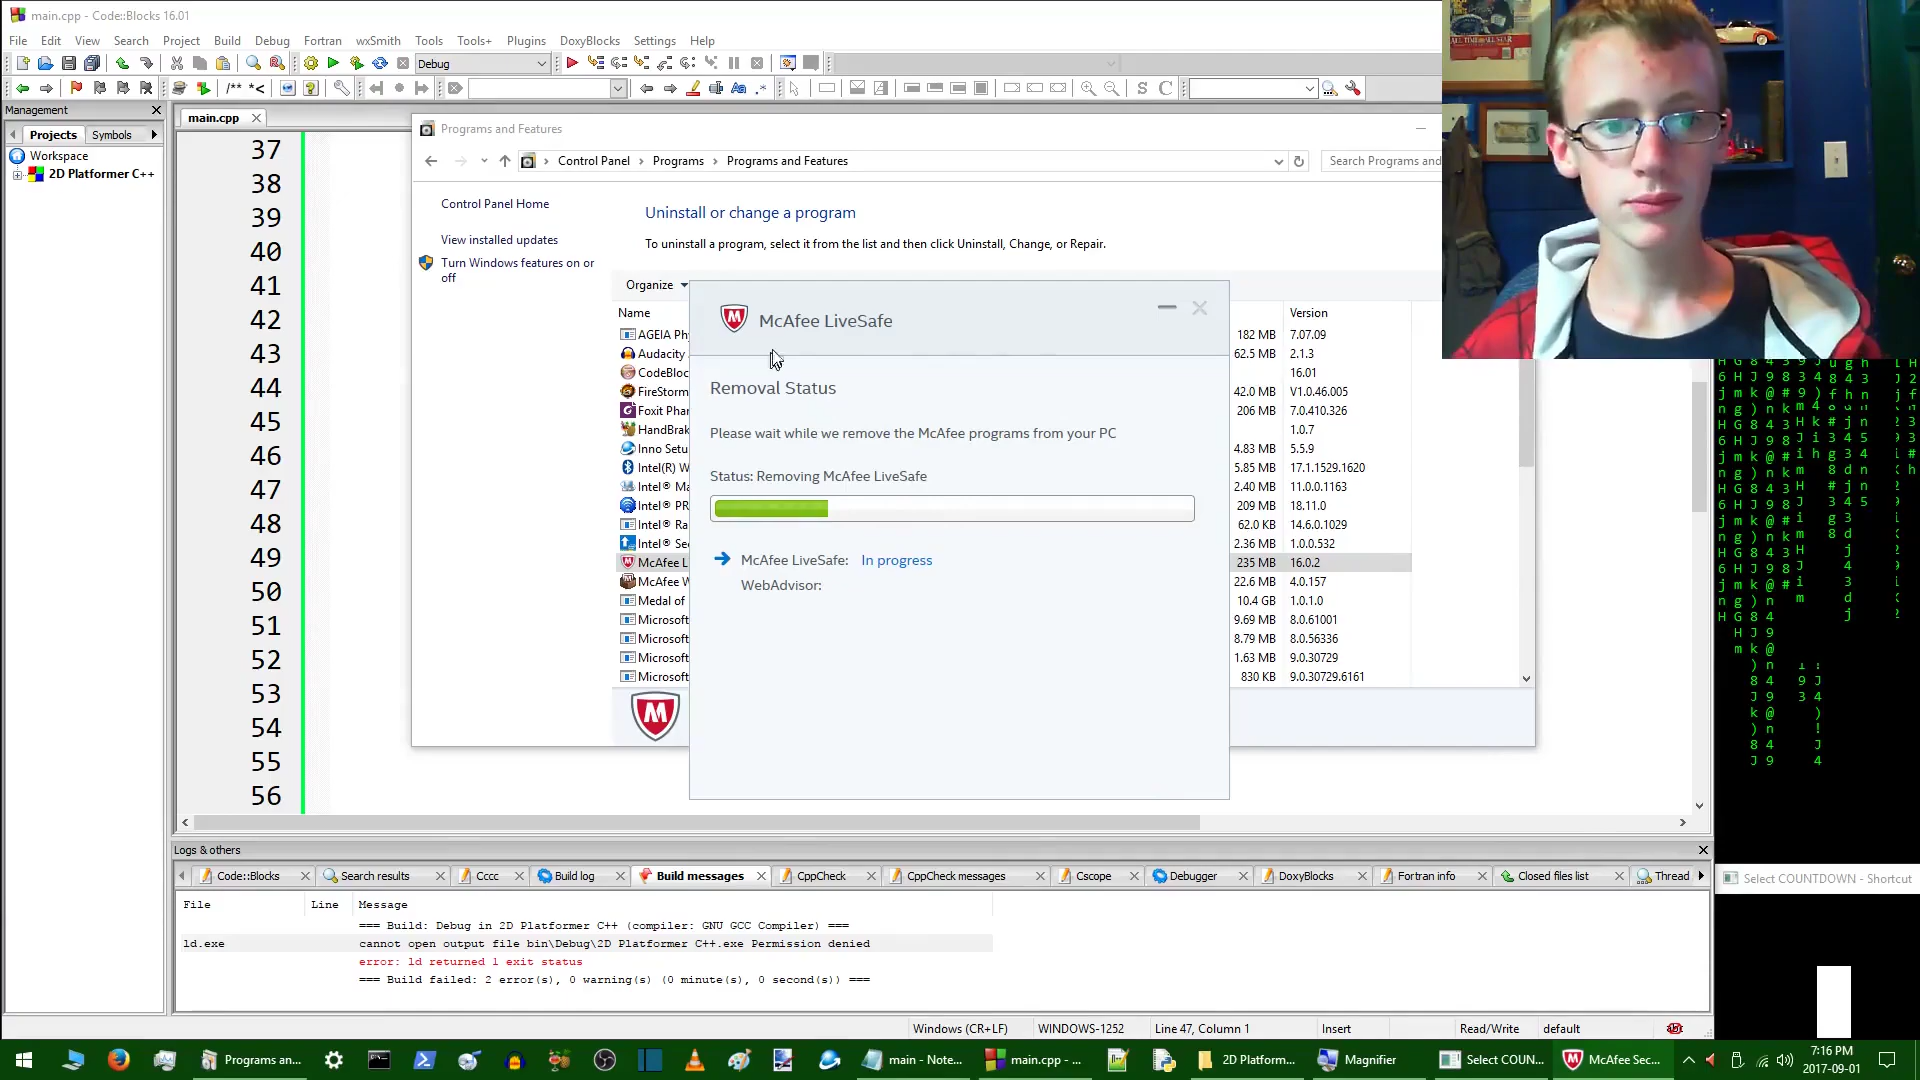 main.cpp - Code::Blocks 16.01
File Edit View Search Project Build Debug Fortran wxSmith Tools Tools+ Plugins DoxyBlocks Settings Help
Debug
Management
Projects Symbols
Workspace
2D Platformer C++
main.cpp
37
38
39
40
41
42
43
44
45
46
47
48
49
50
51
52
53
54
55
56
Programs and Features
Control Panel Programs Programs and Features
Search Programs and
Control Panel Home
View installed updates
Turn Windows features on or
off
Uninstall or change a program
To uninstall a program, select it from the list and then click Uninstall, Change, or Repair.
Organize
Name Version
AGEIA Phy 182 MB 7.07.09
Audacity 62.5 MB 2.1.3
CodeBloc 16.01
FireStorm 42.0 MB V1.0.46.005
Foxit Phan 206 MB 7.0.410.326
HandBrak 1.0.7
Inno Setu 4.83 MB 5.5.9
Intel(R) W 5.85 MB 17.1.1529.1620
Intel® Ma 2.40 MB 11.0.0.1163
Intel® PR 209 MB 18.11.0
Intel® Ra 62.0 KB 14.6.0.1029
Intel® Sec 2.36 MB 1.0.0.532
McAfee L 235 MB 16.0.2
McAfee W 22.6 MB 4.0.157
Medal of 10.4 GB 1.0.1.0
Microsoft 9.69 MB 8.0.61001
Microsoft 8.79 MB 8.0.56336
Microsoft 1.63 MB 9.0.30729
Microsoft 830 KB 9.0.30729.6161
McAfee LiveSafe
Removal Status
Please wait while we remove the McAfee programs from your PC
Status: Removing McAfee LiveSafe
McAfee LiveSafe: In progress
WebAdvisor:
Logs & others
Code::Blocks Search results Cccc Build log Build messages CppCheck CppCheck messages Cscope Debugger DoxyBlocks Fortran info Closed files list Thread
File Line Message
=== Build: Debug in 2D Platformer C++ (compiler: GNU GCC Compiler) ===
ld.exe cannot open output file bin\Debug\2D Platformer C++.exe Permission denied
error: ld returned 1 exit status
=== Build failed: 2 error(s), 0 warning(s) (0 minute(s), 0 second(s)) ===
Windows (CR+LF) WINDOWS-1252 Line 47, Column 1 Insert Read/Write default
Select COUNTDOWN - Shortcut
Programs an... main - Note... main.cpp - ... 2D Platform... Magnifier Select COUN... McAfee Sec...
7:16 PM
2017-09-01